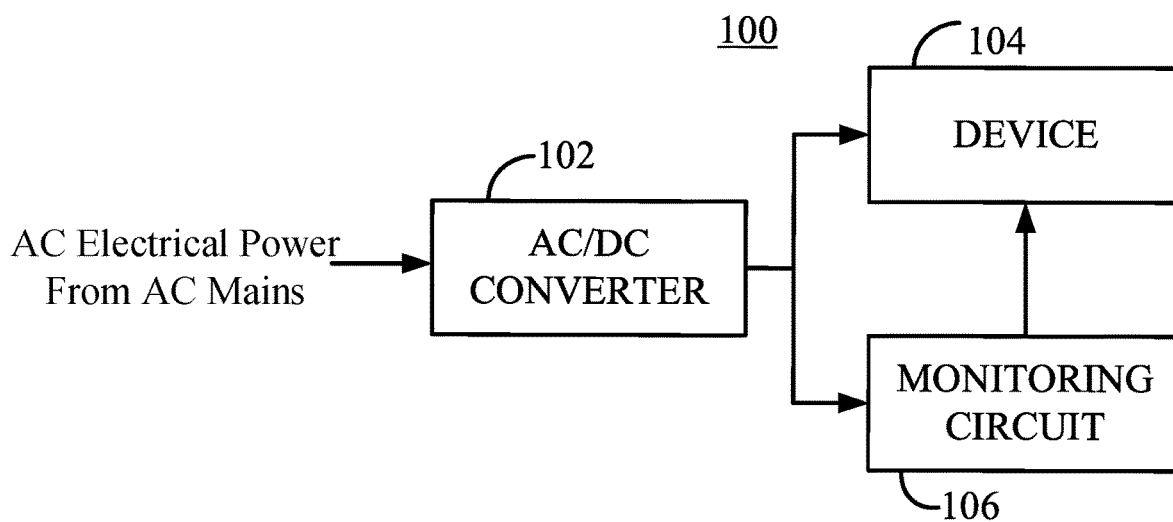 100
104
DEVICE
102
AC Electrical Power
From AC Mains
AC/DC
CONVERTER
MONITORING
CIRCUIT
106